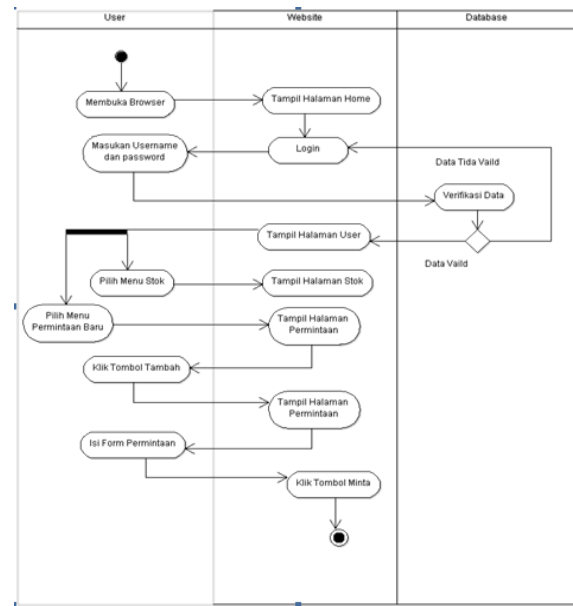 User
Website
Database
Membuka Browser
Tampil Halaman Home
Masukan Username
dan password
Login
Data Tida Vaild
Verifikasi Data
Tampil Halaman User
Data Vaild
Pilih Menu Stok
Tampil Halaman Stok
Pilih Menu
Permintaan Baru
Tampil Halaman
Permintaan
Klik Tombol Tambah
Tampil Halaman
Permintaan
Isi Form Permintaan
Klik Tombol Minta